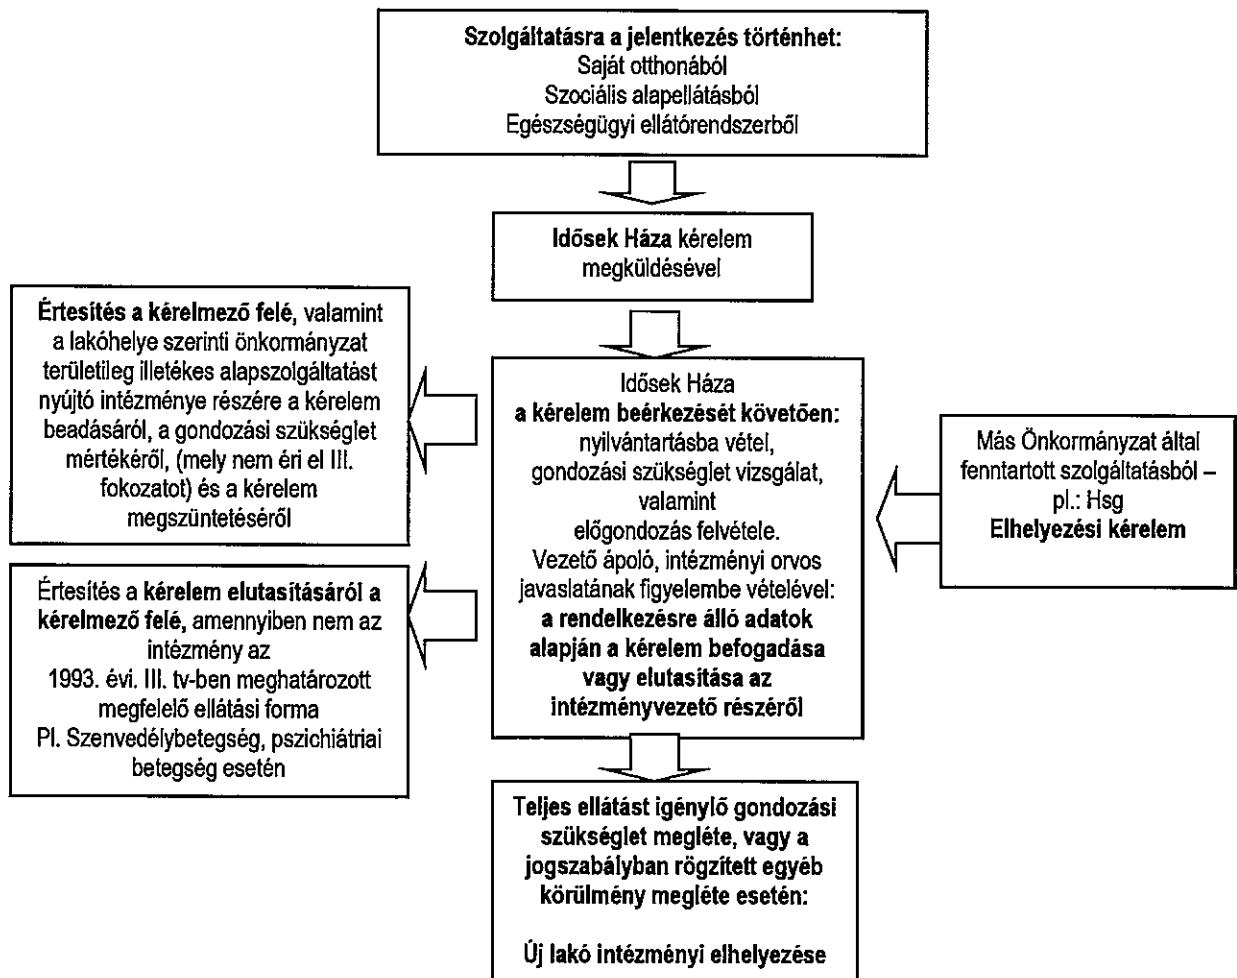 Szolgáltatásra a jelentkezés történhet:
Saját otthonából
Szociális alapellátásból
Egészségügyi ellátórendszerből
Idősek Háza kérelem
megküldésével
Értesítés a kérelmező felé, valamint
a lakóhelye szerinti önkormányzat
területileg illetékes alapszolgáltatást
nyújtó intézménye részére a kérelem
beadásáról, a gondozási szükséglet
mértékéről, (mely nem éri el III.
fokozatot) és a kérelem
megszüntetéséről
Idősek Háza
a kérelem beérkezését követően:
nyilvántartásba vétel,
gondozási szükséglet vizsgálat,
valamint
előgondozás felvétele.
Vezető ápoló, intézményi orvos
javaslatának figyelembe vételével:
a rendelkezésre álló adatok
alapján a kérelem befogadása
vagy elutasítása az
intézményvezető részéről
Más Önkormányzat által
fenntartott szolgáltatásból –
pl.: Hsg
Elhelyezési kérelem
Értesítés a kérelem elutasításáról a
kérelmező felé, amennyiben nem az
intézmény az
1993. évi. III. tv-ben meghatározott
megfelelő ellátási forma
Pl. Szenvedélybetegség, pszichiátriai
betegség esetén
Teljes ellátást igénylő gondozási
szükséglet megléte, vagy a
jogszabályban rögzített egyéb
körülmény megléte esetén:
Új lakó intézményi elhelyezése